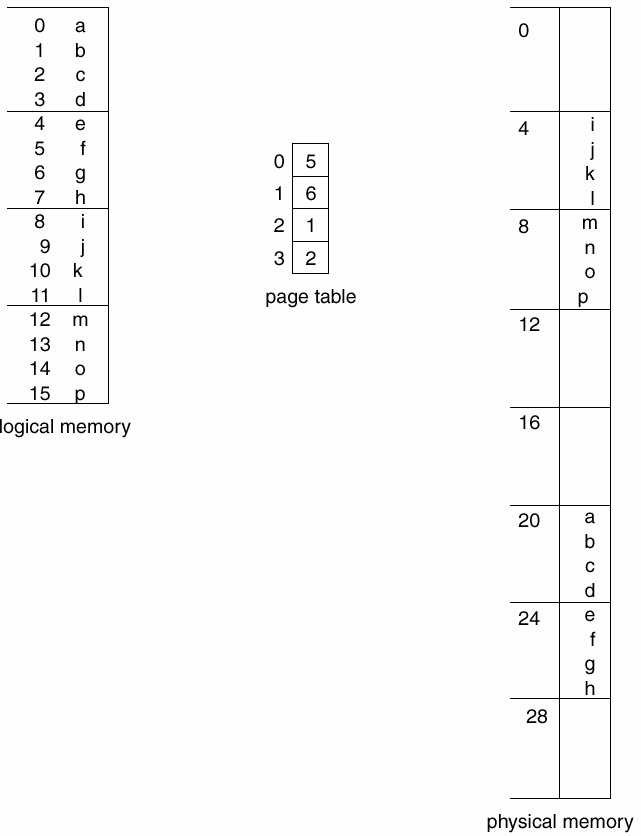 0 a
1 b
2 c
3 d
4 e
5 f
6 g
7 h
8 i
9 j
10 k
11 l
12 m
13 n
14 o
15 p
logical memory
0 5
1 6
2 1
3 2
page table
0
4 i
j
k
l
8 m
n
o
p
12
16
20 a
b
c
d
24 e
f
g
h
28
physical memory